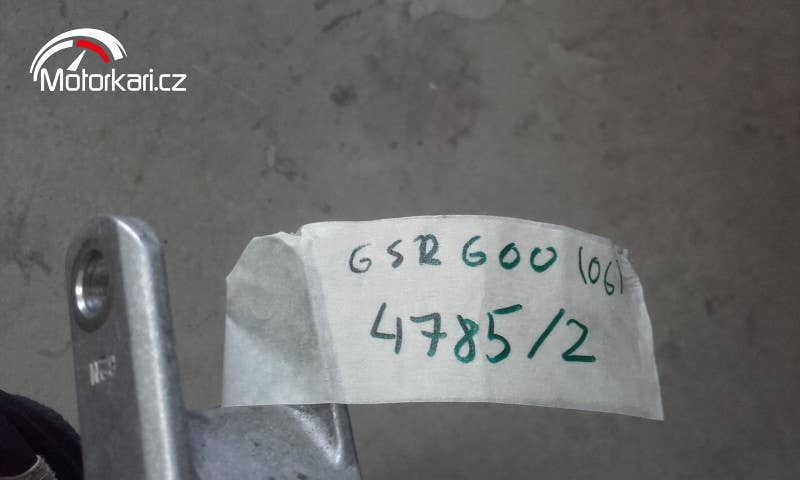 Motorkari.cz
GSR 600 (06)
4785/2